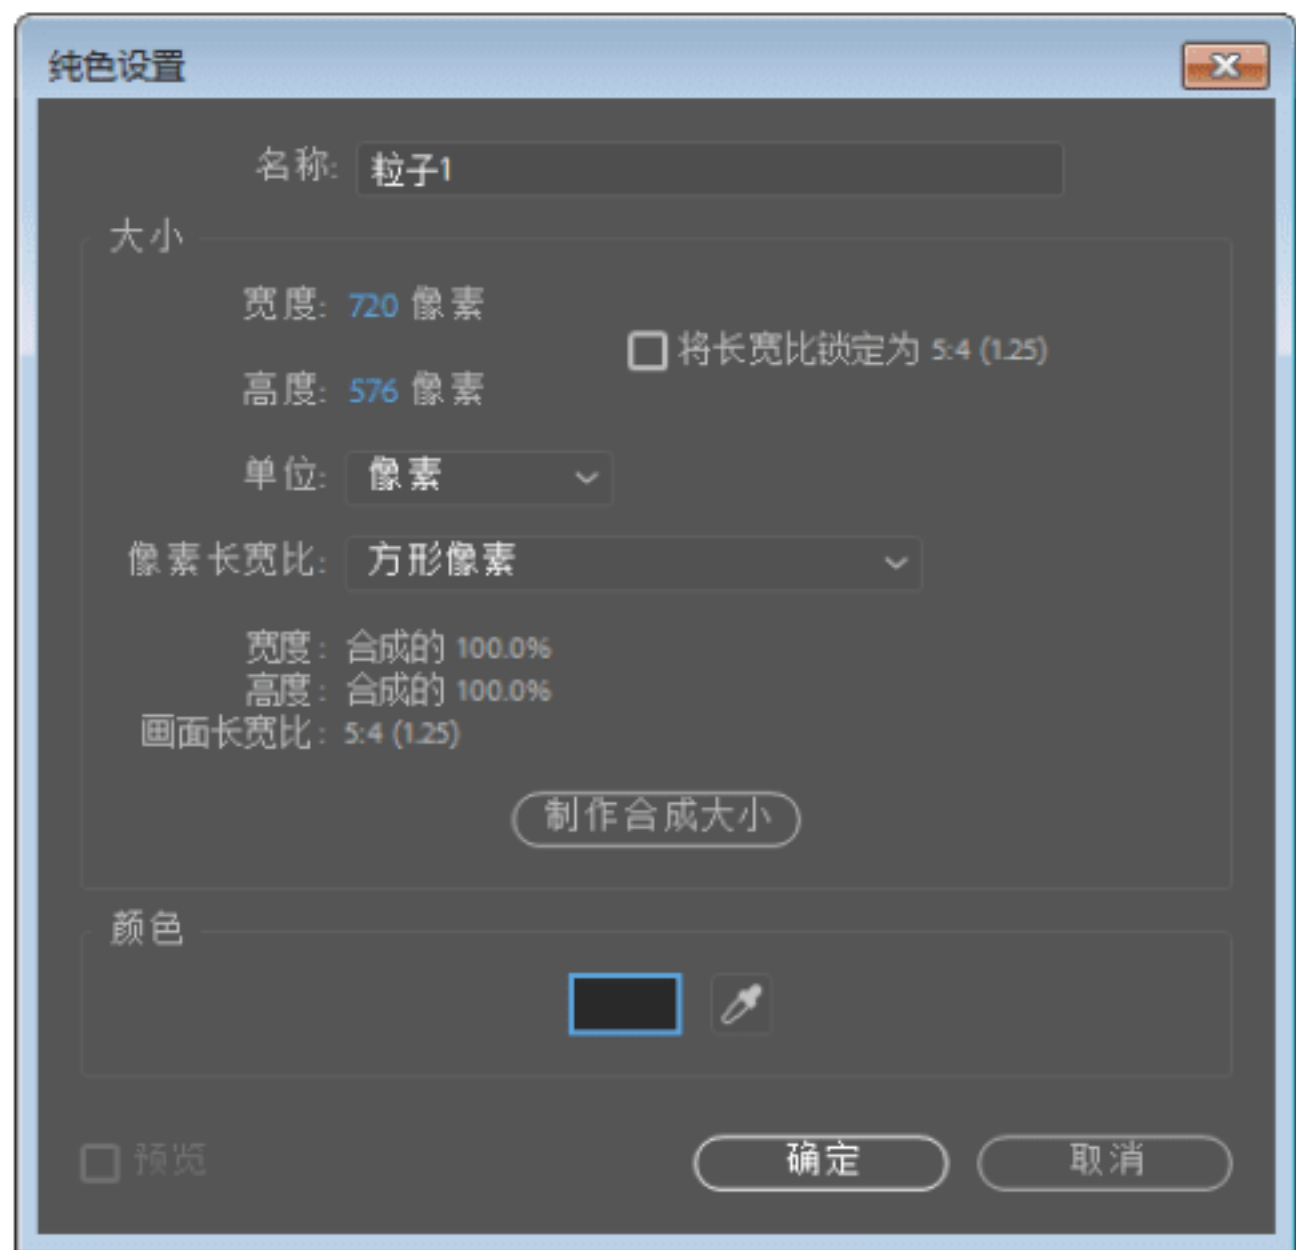 纯色设置
名称: 粒子1
大小
宽度: 720 像素
将长宽比锁定为 5:4 (1.25)
高度: 576 像素
单位: 像素
像素长宽比: 方形像素
宽度: 合成的 100.0%
高度: 合成的 100.0%
画面长宽比: 5:4 (1.25)
制作合成大小
颜色
预览
确定
取消